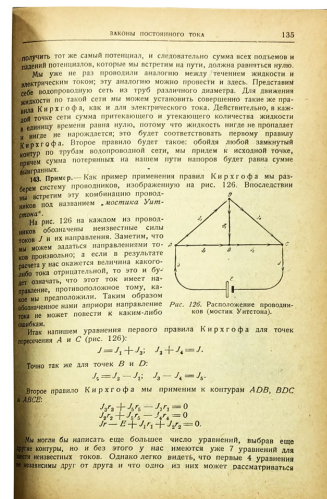 ЗАКОНЫ ПОСТОЯННОГО ТОКА 135
получить тот же самый потенциал, и следовательно сумма всех подъемов и
падений потенциалов, которые мы встретим на пути, должна равняться нулю.
Мы уже не раз проводили аналогию между течением жидкости и
электрическим током; эту аналогию можно провести и здесь. Представим
себе водопроводную сеть из труб различного диаметра. Для движения
жидкости по такой сети мы можем установить совершенно такие же пра-
вила Кирхгофа, как и для электрического тока. Действительно, в каж-
дой точке сети сумма притекающего и утекающего количества жидкости
в единицу времени равна нулю, потому что жидкость нигде не пропадает
и нигде не нарождается; это будет соответствовать первому правилу
Кирхгофа. Второе правило будет такое: обойдя любой замкнутый
контур по трубам водопроводной сети, мы придем к исходной точке,
причем сумма потерянных на нашем пути напоров будет равна сумме
выигранных.
143. Пример.— Как пример применения правил Кирхгофа мы раз-
берем систему проводников, изображенную на рис. 126. Впоследствии
мы встретим эту комбинацию провод-
ников под названием „мостика Уит-
стона“.
На рис. 126 на каждом из провод-
ников обозначены неизвестные силы
токов J и их направления. Заметим, что
мы можем задаться направлениями то-
ков произвольно; а если в результате
расчета у нас окажется величина какого-
либо тока отрицательной, то это и бу-
дет означать, что этот ток имеет на-
правление, противоположное тому, ка-
кое мы предположили. Таким образом
обозначенное нами априори направление
тока не может повести к каким-либо
ошибкам.
Рис. 126. Расположение проводни-
ков (мостик Уитстона).
Итак напишем уравнения первого правила Кирхгофа для точек
пересечения A и C (рис. 126):
J = J₁ + J₂; J₃ + J₄ = J.
Точно так же для точек B и D:
Второе правило Кирхгофа мы применим к контурам ADB, BDC
и ABCE:
Jr — E + J₁r₁ + J₃r₃ = 0.
Мы могли бы написать еще большее число уравнений, выбрав еще
другие контуры, но и без этого у нас имеются уже 7 уравнений для
шести неизвестных токов. Однако легко видеть, что первые 4 уравнения
не независимы друг от друга и что одно из них может рассматриваться